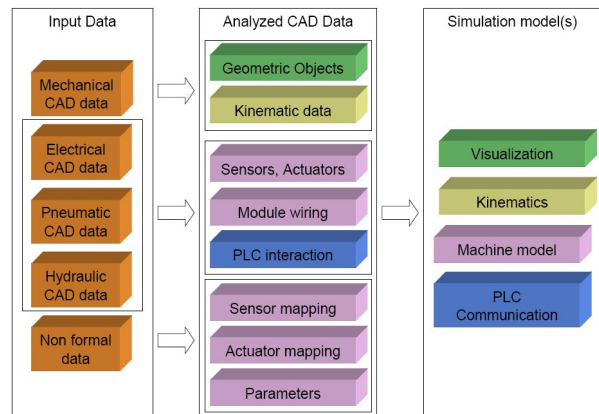 Input Data
Mechanical
CAD data
Electrical
CAD data
Pneumatic
CAD data
Hydraulic
CAD data
Non formal
data
Analyzed CAD Data
Geometric Objects
Kinematic data
Sensors, Actuators
Module wiring
PLC interaction
Sensor mapping
Actuator mapping
Parameters
Simulation model(s)
Visualization
Kinematics
Machine model
PLC
Communication